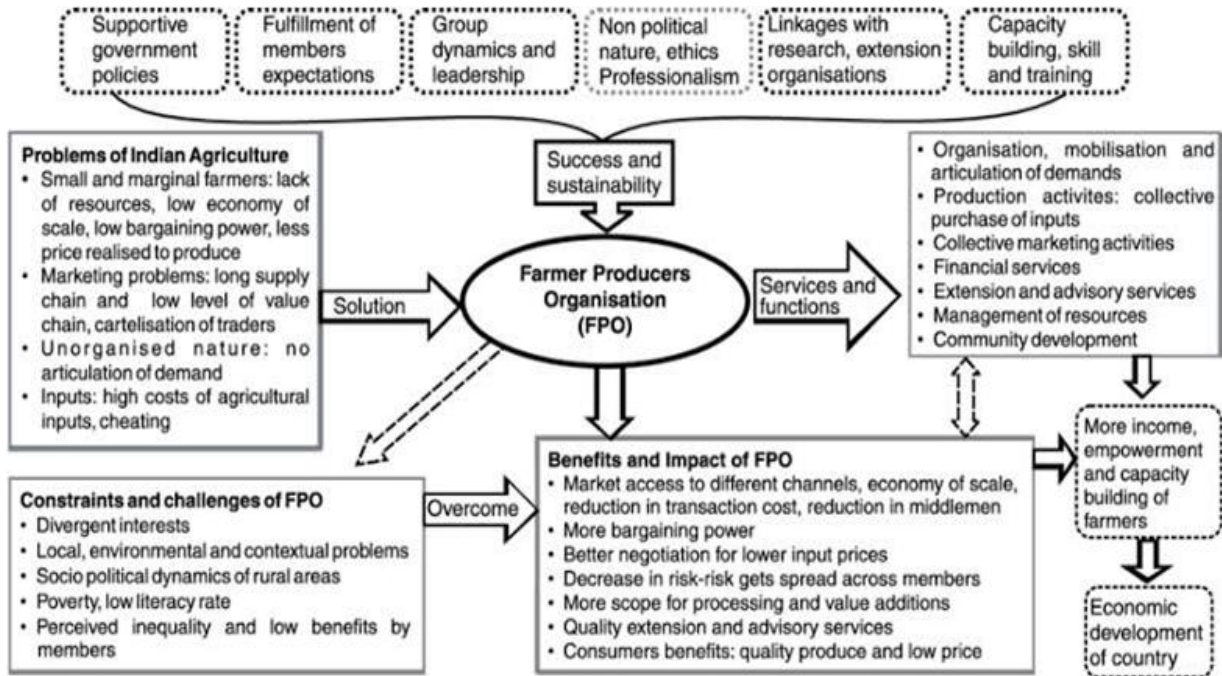 Supportive
government
policies
Fulfillment of
members
expectations
Group
dynamics and
leadership
Non political
nature, ethics
Professionalism
Linkages with
research, extension
organisations
Capacity
building, skill
and training
Problems of Indian Agriculture
• Small and marginal farmers: lack
of resources, low economy of
scale, low bargaining power, less
price realised to produce
• Marketing problems: long supply
chain and low level of value
chain, cartelisation of traders
• Unorganised nature: no
articulation of demand
• Inputs: high costs of agricultural
inputs, cheating
Solution
Success and
sustainability
Farmer Producers
Organisation
(FPO)
Services and
functions
• Organisation, mobilisation and
articulation of demands
• Production activites: collective
purchase of inputs
• Collective marketing activities
• Financial services
• Extension and advisory services
• Management of resources
• Community development
Constraints and challenges of FPO
• Divergent interests
• Local, environmental and contextual problems
• Socio political dynamics of rural areas
• Poverty, low literacy rate
• Perceived inequality and low benefits by
members
Overcome
Benefits and Impact of FPO
• Market access to different channels, economy of scale,
reduction in transaction cost, reduction in middlemen
• More bargaining power
• Better negotiation for lower input prices
• Decrease in risk-risk gets spread across members
• More scope for processing and value additions
• Quality extension and advisory services
• Consumers benefits: quality produce and low price
More income,
empowerment
and capacity
building of
farmers
Economic
development
of country